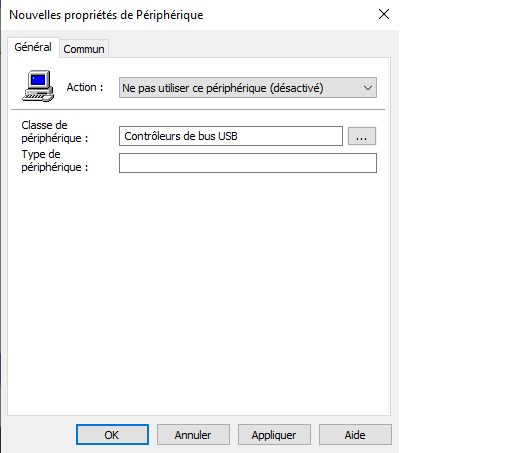 Nouvelles propriétés de Périphérique
Général
Commun
Action :
Ne pas utiliser ce périphérique (désactivé)
Classe de
périphérique :
Contrôleurs de bus USB
...
Type de
périphérique :
OK
Annuler
Appliquer
Aide